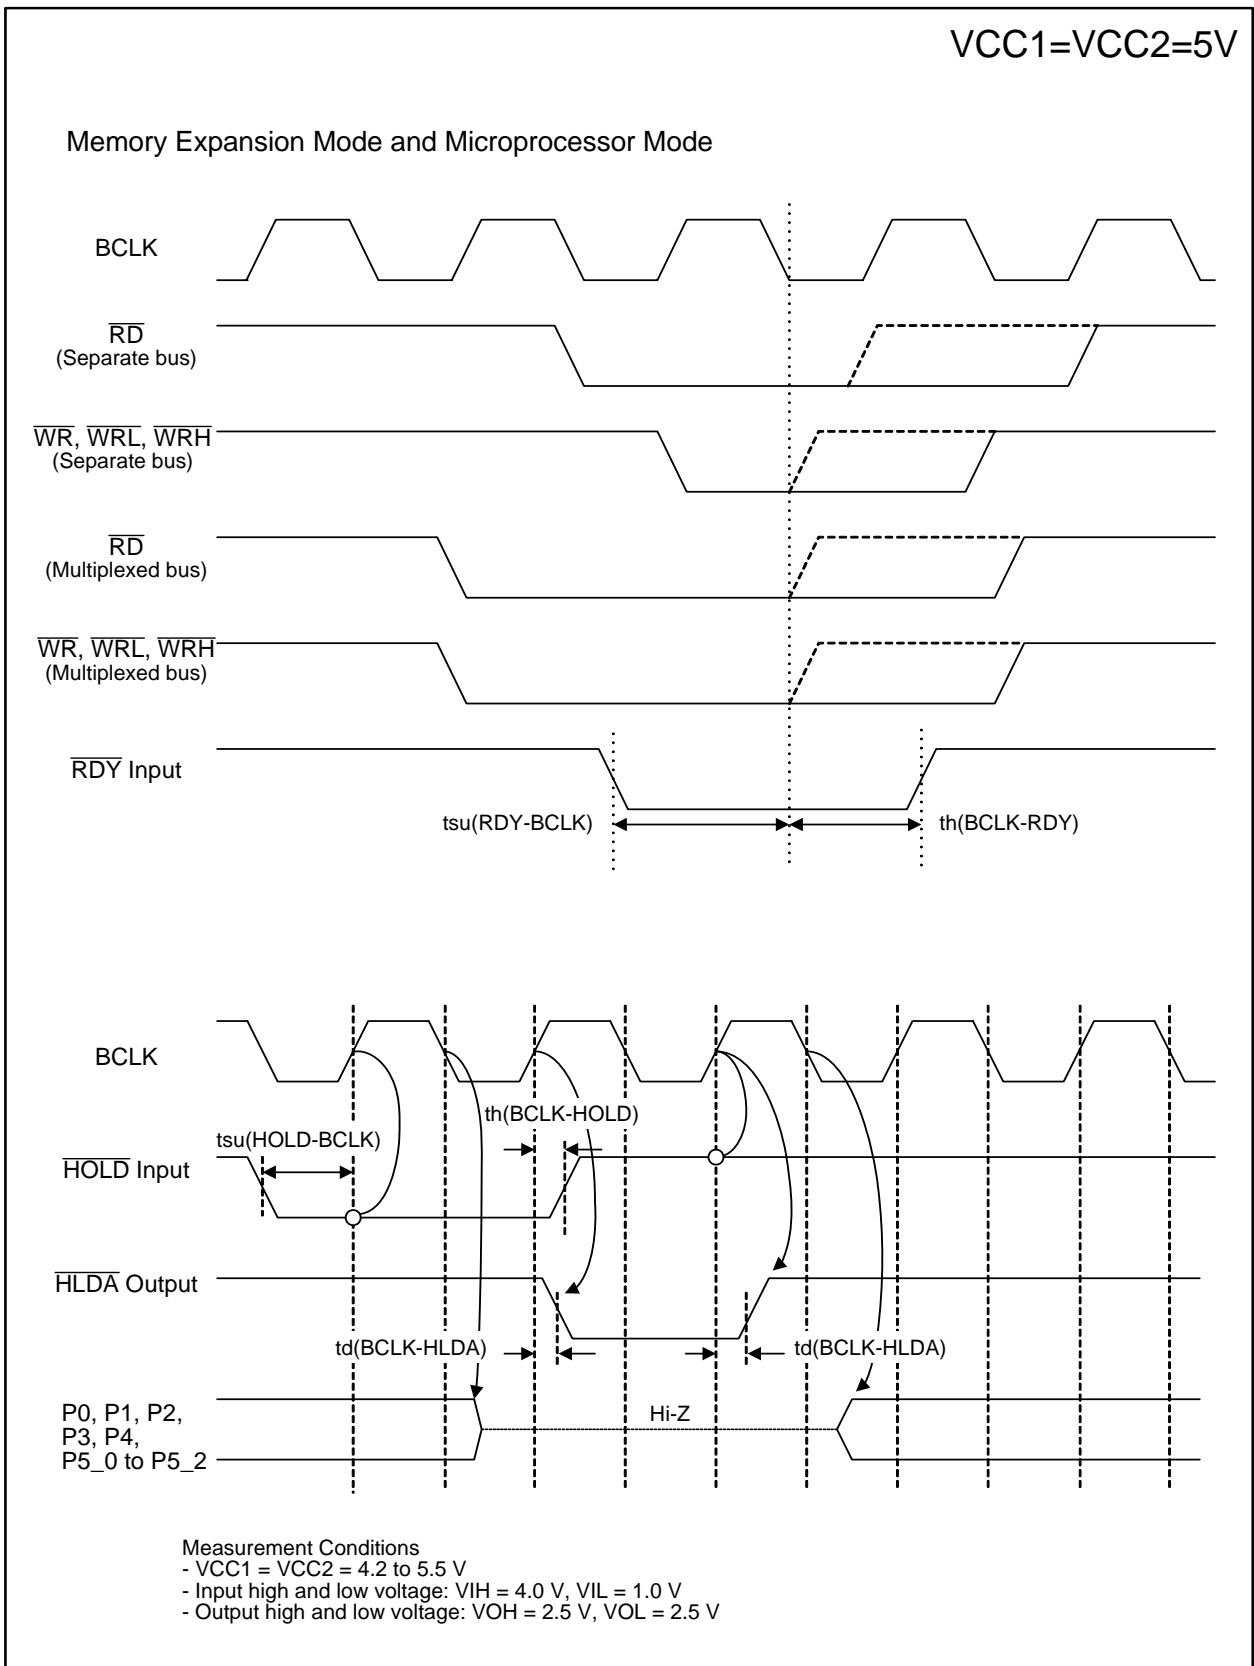 VCC1=VCC2=5V
Memory Expansion Mode and Microprocessor Mode
BCLK
RD
(Separate bus)
WR, WRL, WRH
(Separate bus)
RD
(Multiplexed bus)
WR, WRL, WRH
(Multiplexed bus)
RDY Input
tsu(RDY-BCLK)
th(BCLK-RDY)
BCLK
th(BCLK-HOLD)
tsu(HOLD-BCLK)
HOLD Input
HLDA Output
td(BCLK-HLDA)
td(BCLK-HLDA)
P0, P1, P2,
P3, P4,
P5_0 to P5_2
Hi-Z
Measurement Conditions
- VCC1 = VCC2 = 4.2 to 5.5 V
- Input high and low voltage: VIH = 4.0 V, VIL = 1.0 V
- Output high and low voltage: VOH = 2.5 V, VOL = 2.5 V